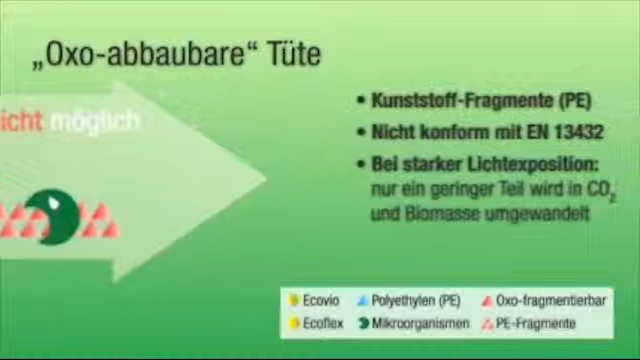 „Oxo-abbaubare“ Tüte
icht möglich
• Kunststoff-Fragmente (PE)
• Nicht konform mit EN 13432
• Bei starker Lichtexposition:
nur ein geringer Teil wird in CO₂
und Biomasse umgewandelt
Ecovio Polyethylen (PE) Oxo-fragmentierbar
Ecoflex Mikroorganismen PE-Fragmente